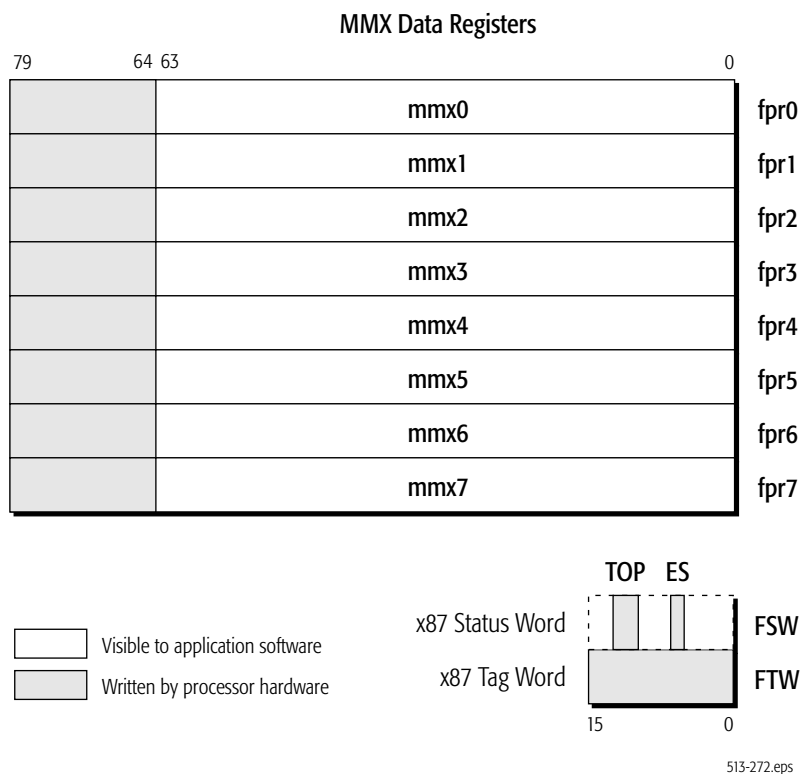 MMX Data Registers
79 64 63 0
mmx0 fpr0
mmx1 fpr1
mmx2 fpr2
mmx3 fpr3
mmx4 fpr4
mmx5 fpr5
mmx6 fpr6
mmx7 fpr7
TOP ES
x87 Status Word FSW
Visible to application software
x87 Tag Word FTW
Written by processor hardware
15 0
513-272.eps